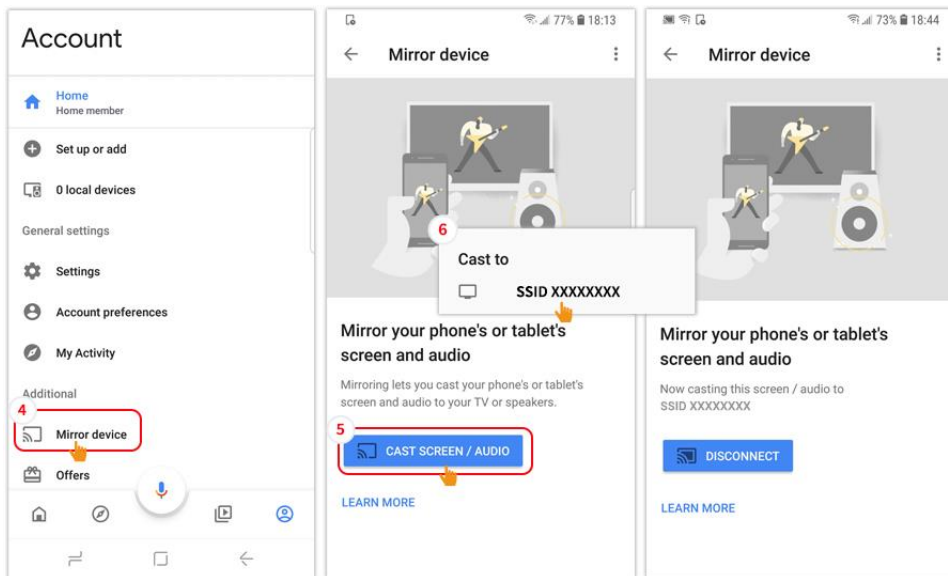 Account
Home
Home member
Set up or add
0 local devices
General settings
Settings
Account preferences
My Activity
Additional
4
Mirror device
Offers
77% 18:13
Mirror device
6
Cast to
SSID XXXXXXXX
Mirror your phone's or tablet's
screen and audio
Mirroring lets you cast your phone's or tablet's
screen and audio to your TV or speakers.
5
CAST SCREEN / AUDIO
LEARN MORE
73% 18:44
Mirror device
Mirror your phone's or tablet's
screen and audio
Now casting this screen / audio to
SSID XXXXXXXX
DISCONNECT
LEARN MORE